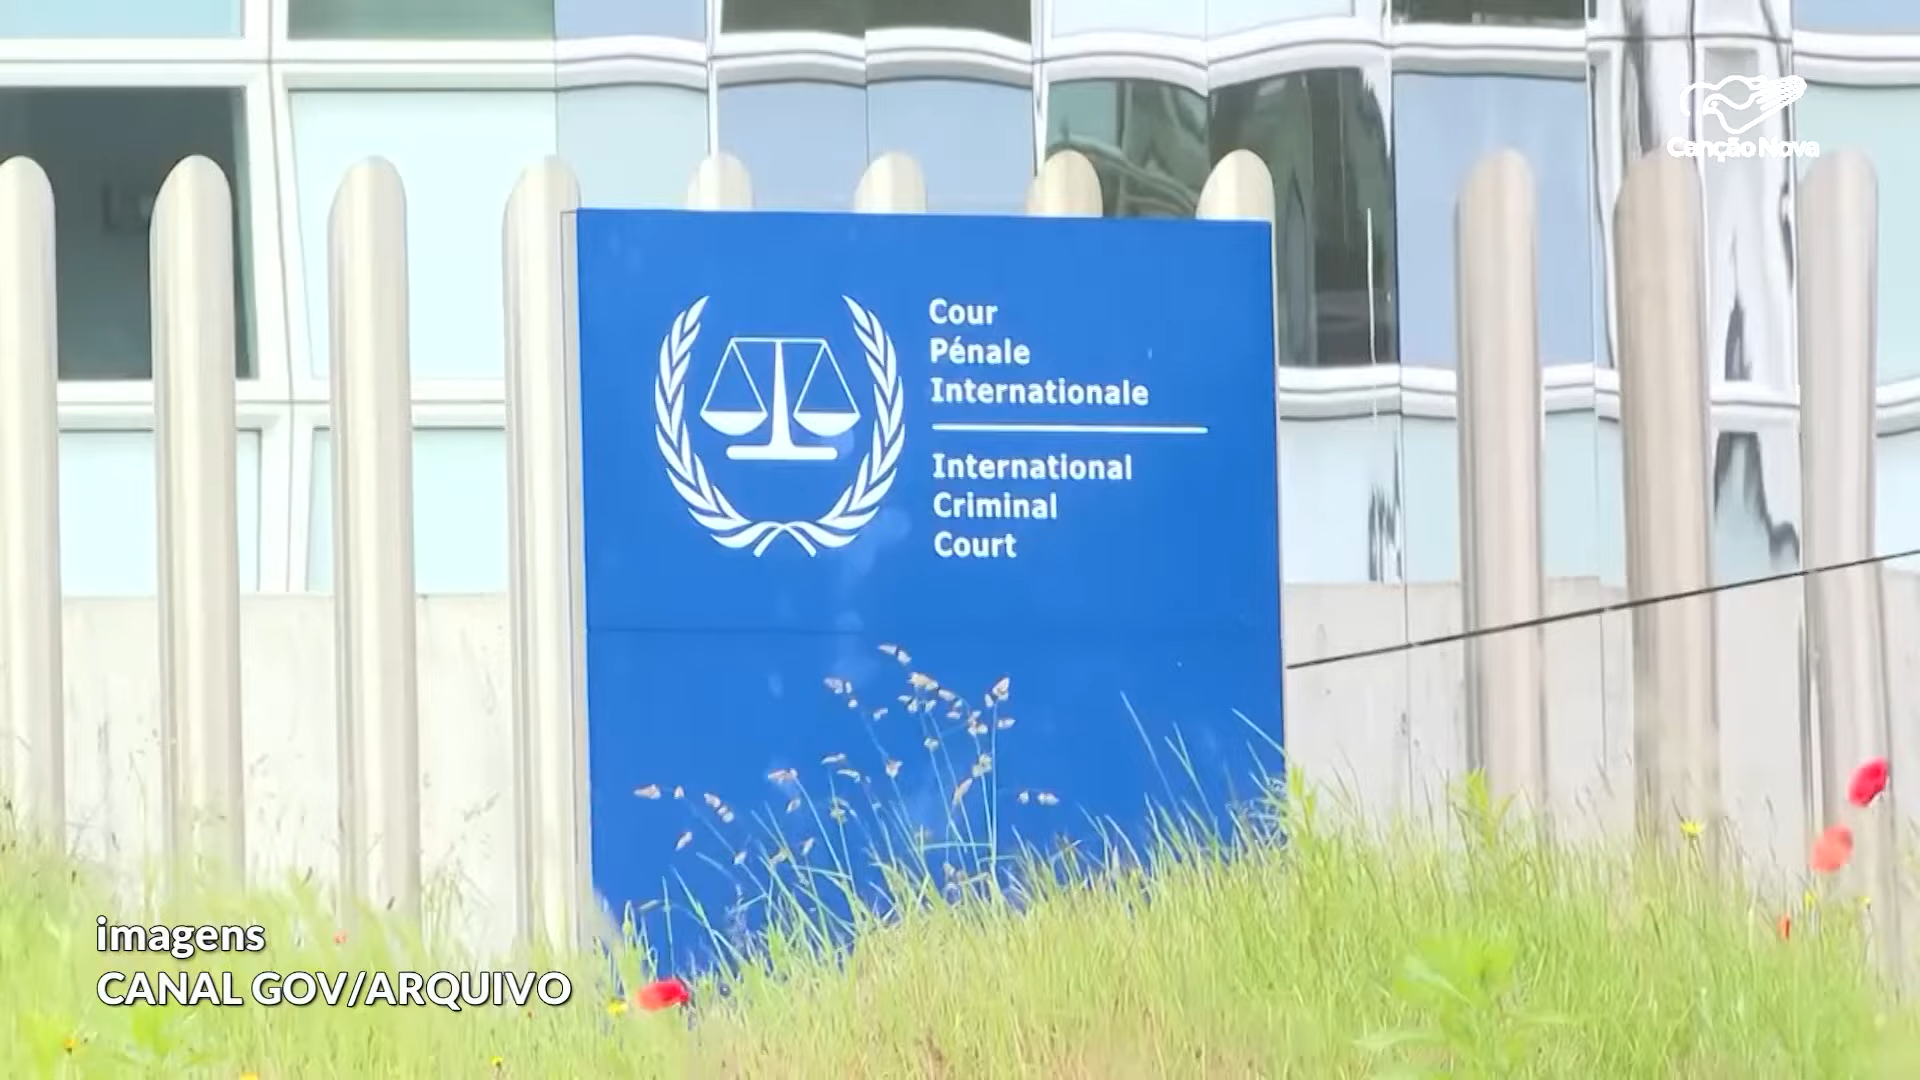 Canção Nova
Cour
Pénale
Internationale
International
Criminal
Court
imagens
CANAL GOV/ARQUIVO